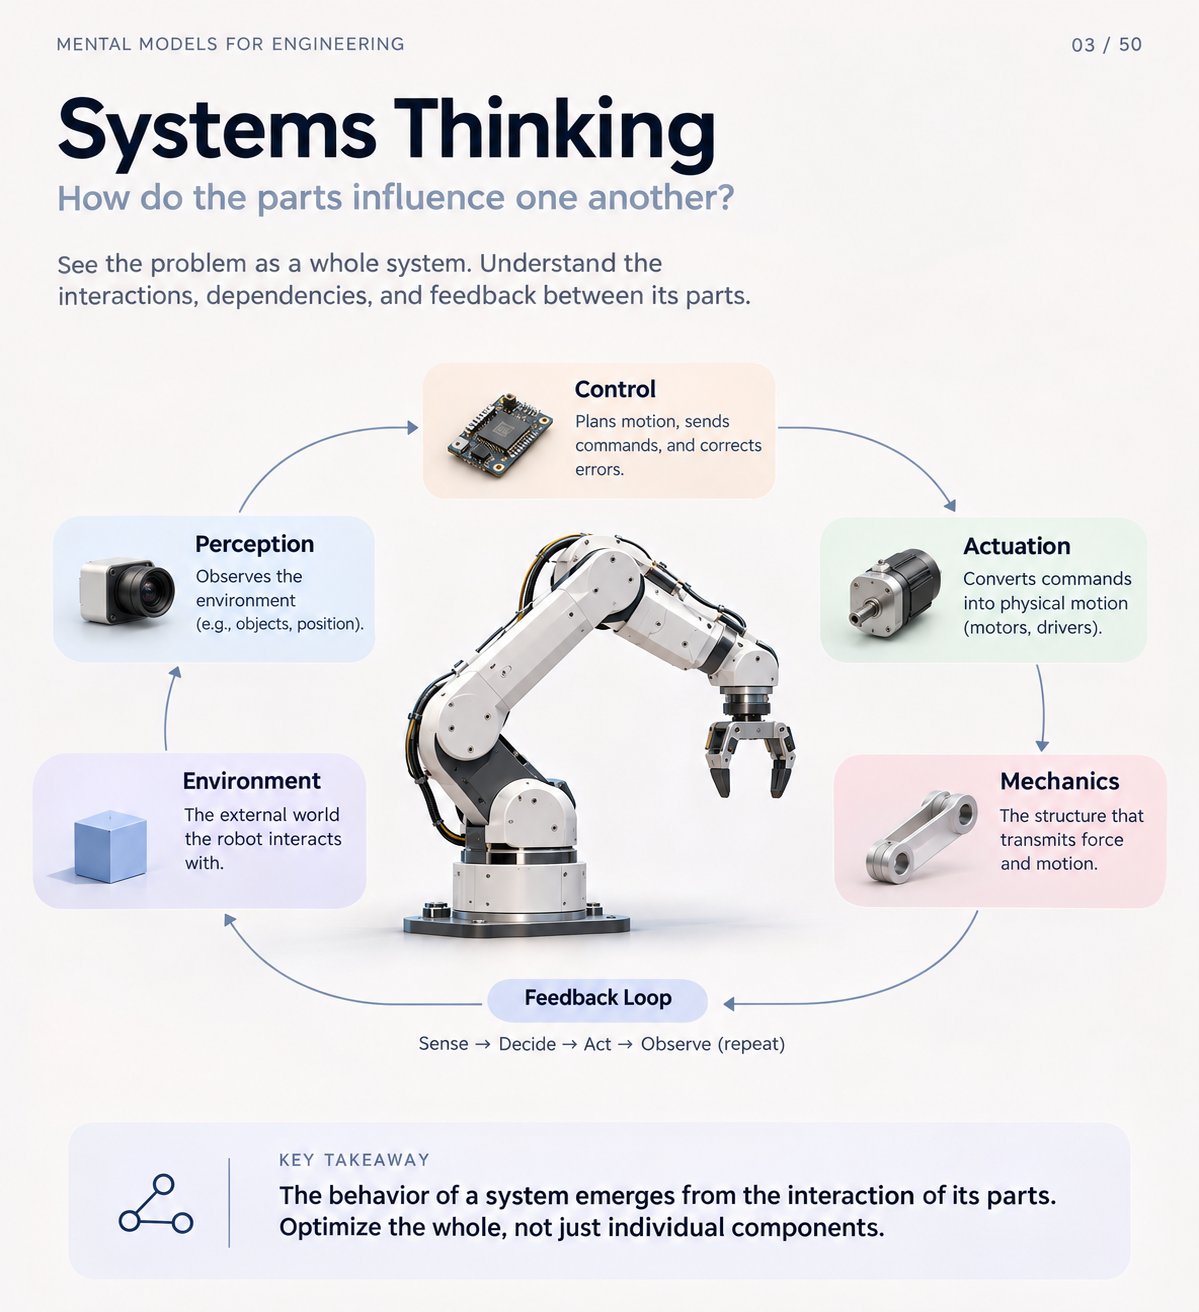 MENTAL MODELS FOR ENGINEERING
03 / 50
Systems Thinking
How do the parts influence one another?
See the problem as a whole system. Understand the
interactions, dependencies, and feedback between its parts.
Control
Plans motion, sends
commands, and corrects
errors.
Perception
Observes the
environment
(e.g., objects, position).
Actuation
Converts commands
into physical motion
(motors, drivers).
Environment
The external world
the robot interacts
with.
Mechanics
The structure that
transmits force
and motion.
Feedback Loop
Sense → Decide → Act → Observe (repeat)
KEY TAKEAWAY
The behavior of a system emerges from the interaction of its parts.
Optimize the whole, not just individual components.